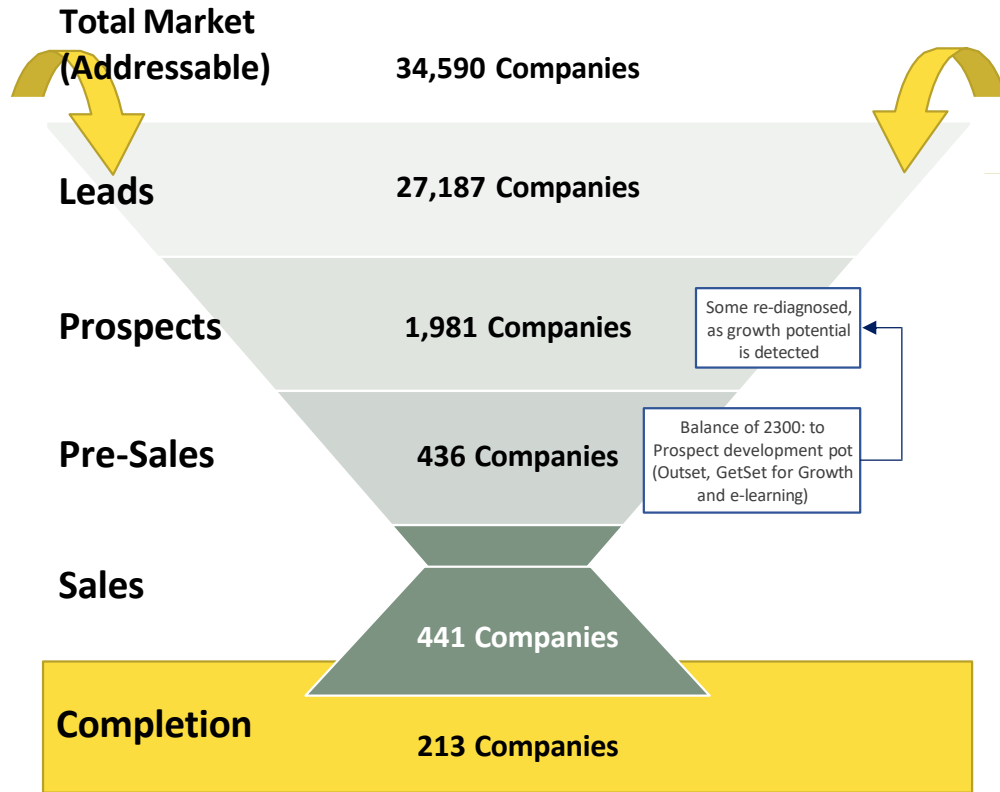 Total Market
(Addressable)
34,590 Companies
Leads
27,187 Companies
Prospects
1,981 Companies
Some re-diagnosed,
as growth potential
is detected
Pre-Sales
436 Companies
Balance of 2300: to
Prospect development pot
(Outset, GetSet for Growth
and e-learning)
Sales
441 Companies
Completion
213 Companies